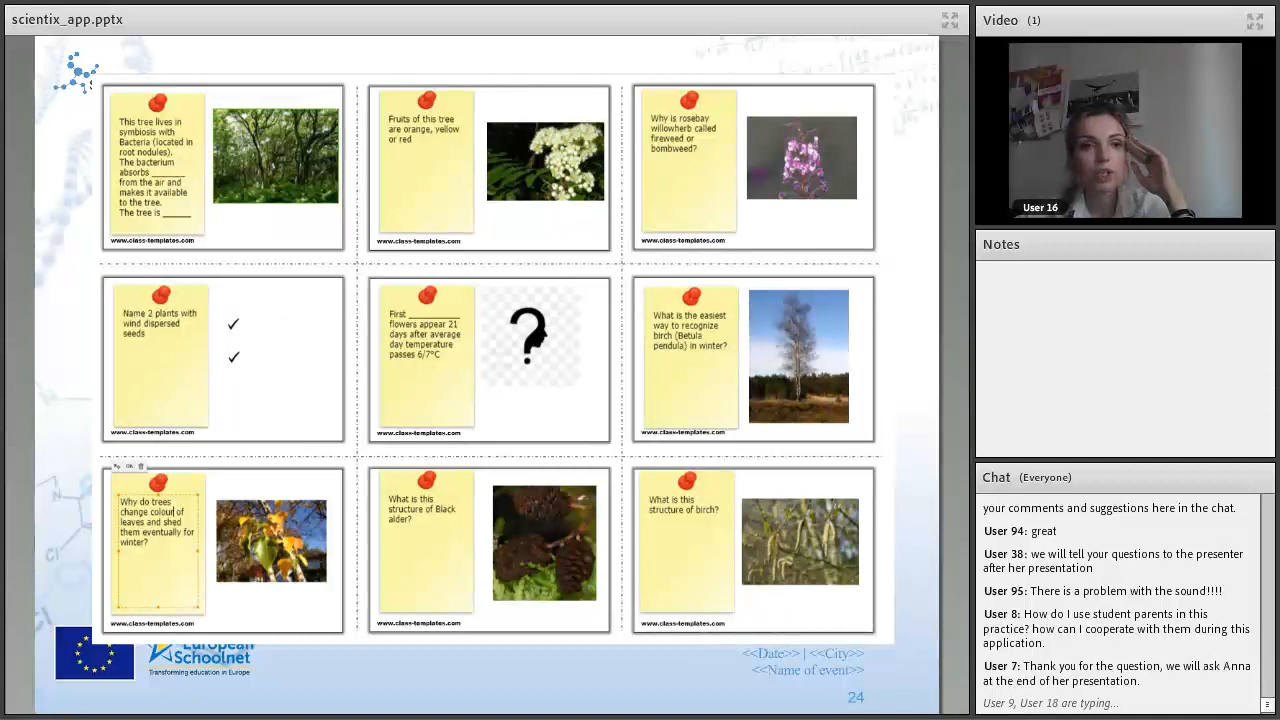 scientix_app.pptx
This tree lives in
symbiosis with
Bacteria (located in
root nodules).
The bacterium
absorbs _______
from the air and
makes it available
to the tree.
The tree is ______
www.class-templates.com
Fruits of this tree
are orange, yellow
or red
www.class-templates.com
Why is rosebay
willowherb called
fireweed or
bombweed?
www.class-templates.com
Name 2 plants with
wind dispersed
seeds
✓
✓
www.class-templates.com
First ___________
flowers appear 21
days after average
day temperature
passes 6/7°C
?
www.class-templates.com
What is the easiest
way to recognize
birch (Betula
pendula) in winter?
www.class-templates.com
Why do trees
change colour of
leaves and shed
them eventually for
winter?
www.class-templates.com
What is this
structure of Black
alder?
www.class-templates.com
What is this
structure of birch?
www.class-templates.com
European
Schoolnet
Transforming education in Europe
<<Date>> | <<City>>
<<Name of event>>
24
Video (1)
User 16
Notes
Chat (Everyone)
your comments and suggestions here in the chat.
User 94: great
User 38: we will tell your questions to the presenter
after her presentation
User 95: There is a problem with the sound!!!!
User 8: How do I use student parents in this
practice? how can I cooperate with them during this
application.
User 7: Thank you for the question, we will ask Anna
at the end of her presentation.
User 9, User 18 are typing...